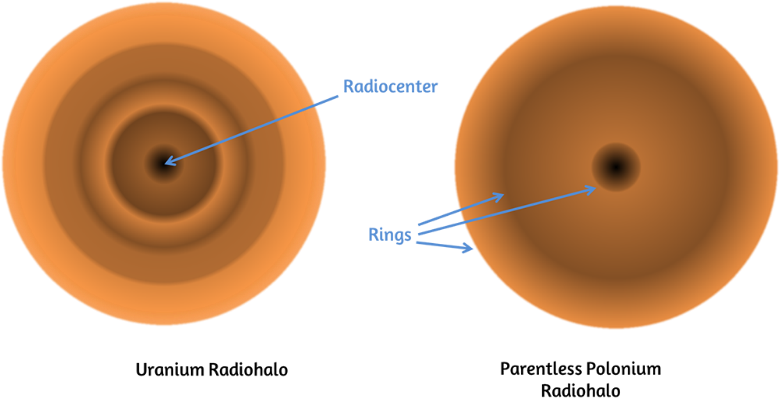 Radiocenter
Rings
Uranium Radiohalo
Parentless Polonium
Radiohalo